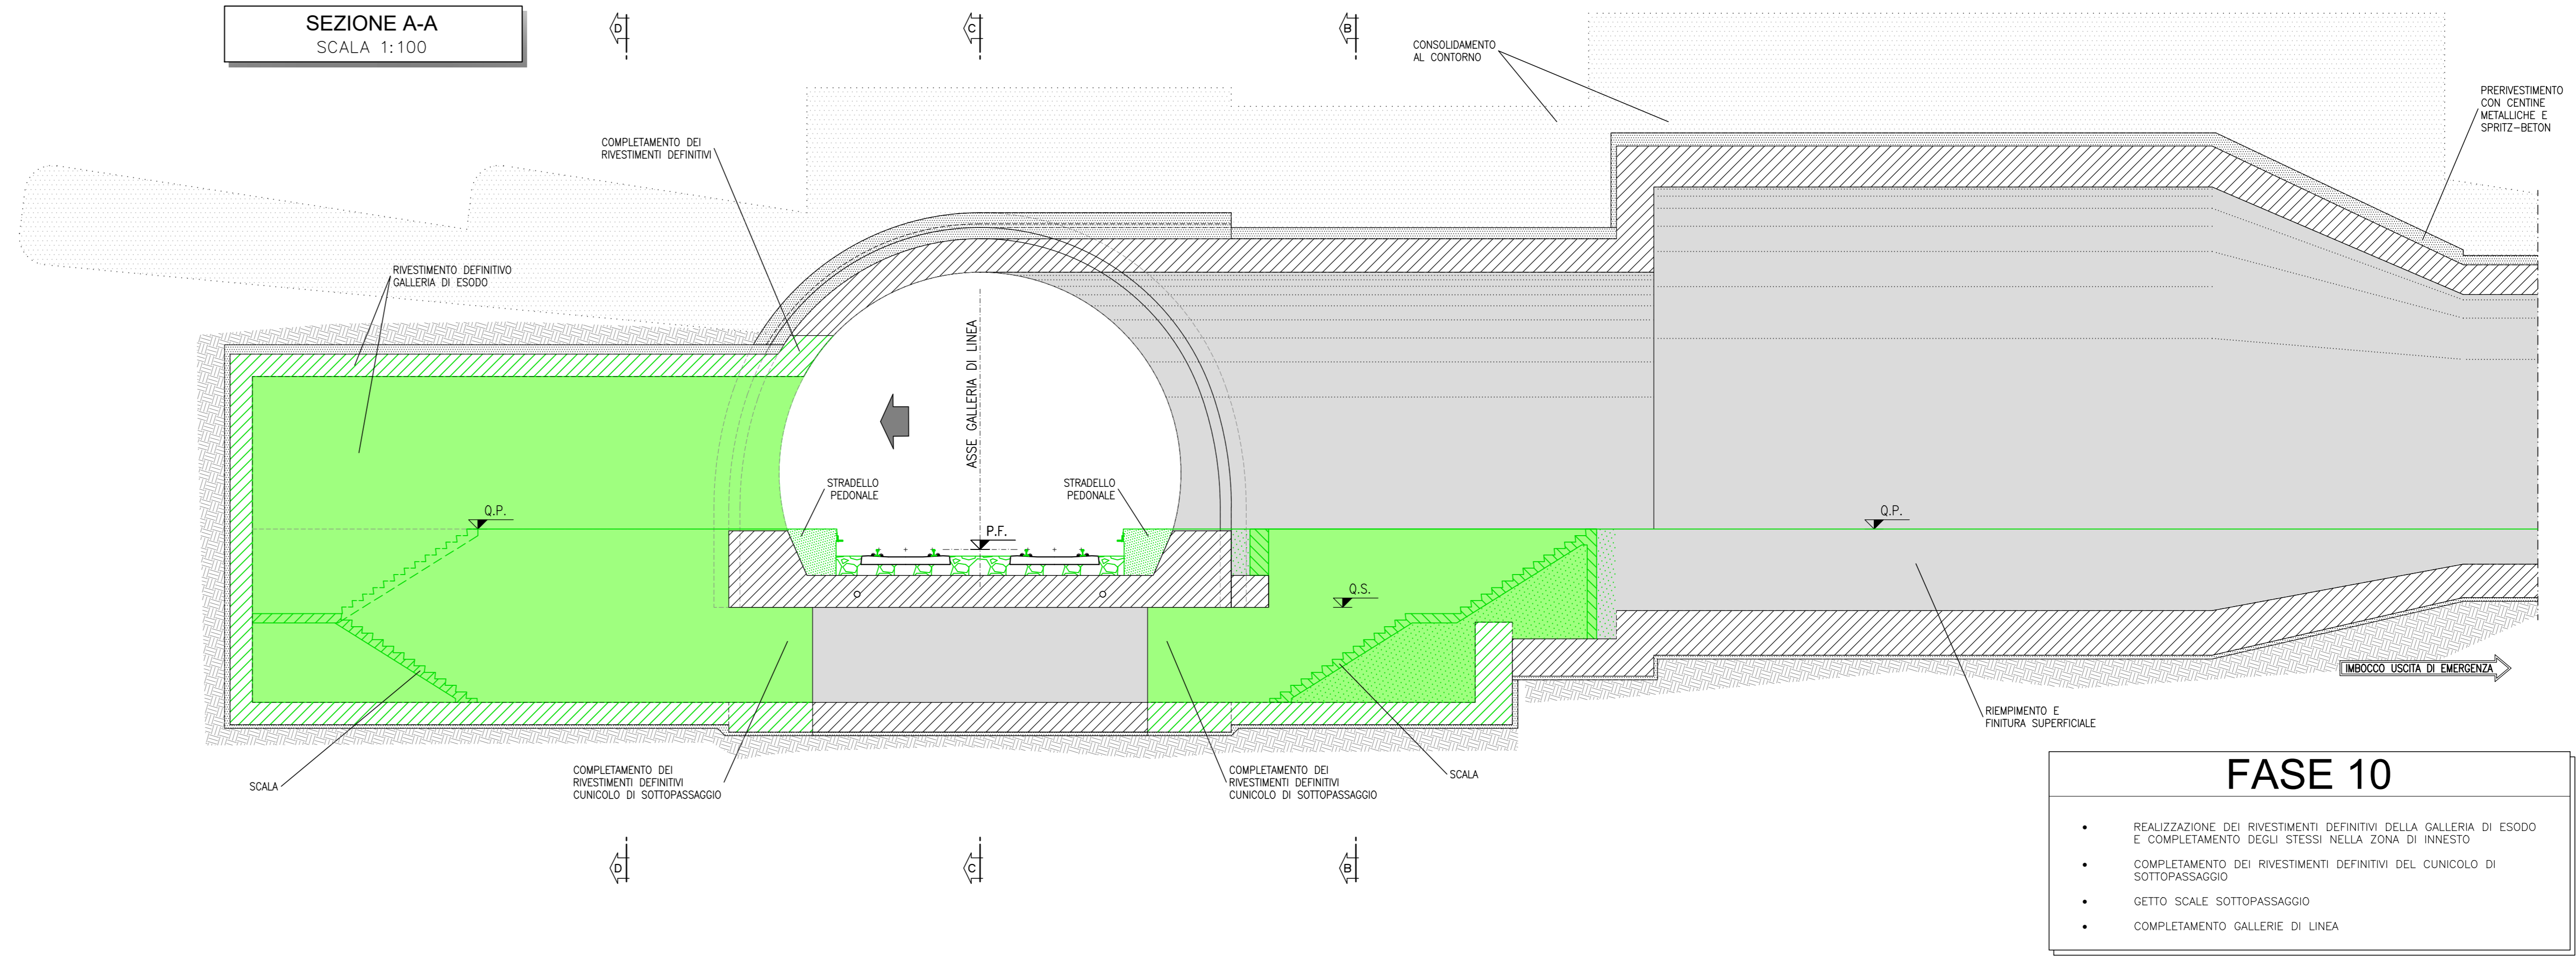 SEZIONE A-A
SCALA 1:100
D
C
B
CONSOLIDAMENTO
AL CONTORNO
PRERIVESTIMENTO
CON CENTINE
METALLICHE E
SPRITZ-BETON
COMPLETAMENTO DEI
RIVESTIMENTI DEFINITIVI
RIVESTIMENTO DEFINITIVO
GALLERIA DI ESODO
ASSE GALLERIA DI LINEA
STRADELLO
PEDONALE
STRADELLO
PEDONALE
Q.P.
P.F.
Q.P.
Q.S.
IMBOCCO USCITA DI EMERGENZA
RIEMPIMENTO E
FINITURA SUPERFICIALE
SCALA
COMPLETAMENTO DEI
RIVESTIMENTI DEFINITIVI
CUNICOLO DI SOTTOPASSAGGIO
COMPLETAMENTO DEI
RIVESTIMENTI DEFINITIVI
CUNICOLO DI SOTTOPASSAGGIO
SCALA
D
C
B
FASE 10
• REALIZZAZIONE DEI RIVESTIMENTI DEFINITIVI DELLA GALLERIA DI ESODO
E COMPLETAMENTO DEGLI STESSI NELLA ZONA DI INNESTO
• COMPLETAMENTO DEI RIVESTIMENTI DEFINITIVI DEL CUNICOLO DI
SOTTOPASSAGGIO
• GETTO SCALE SOTTOPASSAGGIO
• COMPLETAMENTO GALLERIE DI LINEA